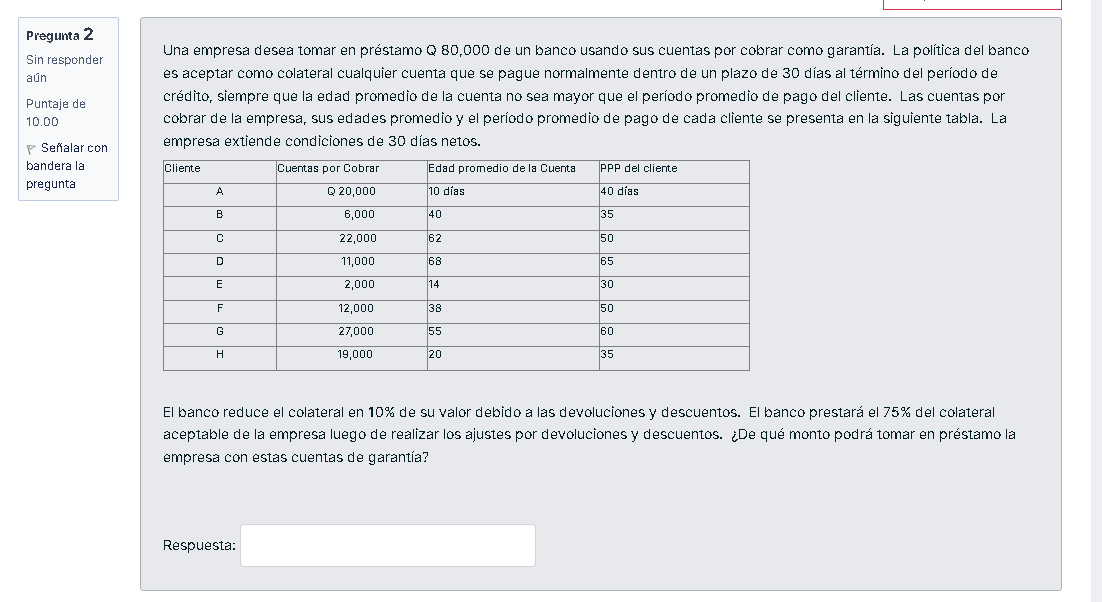 Pregunta 2
Sin responder
aún
Puntaje de
10.00
Señalar con
bandera la
pregunta
Una empresa desea tomar en préstamo Q 80,000 de un banco usando sus cuentas por cobrar como garantía. La política del banco
es aceptar como colateral cualquier cuenta que se pague normalmente dentro de un plazo de 30 días al término del período de
crédito, siempre que la edad promedio de la cuenta no sea mayor que el período promedio de pago del cliente. Las cuentas por
cobrar de la empresa, sus edades promedio y el período promedio de pago de cada cliente se presenta en la siguiente tabla. La
empresa extiende condiciones de 30 días netos.
Cliente Cuentas por Cobrar Edad promedio de la Cuenta PPP del cliente
A Q 20,000 10 días 40 días
B 6,000 40 35
C 22,000 62 50
D 11,000 68 65
E 2,000 14 30
F 12,000 38 50
G 27,000 55 60
H 19,000 20 35
El banco reduce el colateral en 10% de su valor debido a las devoluciones y descuentos. El banco prestará el 75% del colateral
aceptable de la empresa luego de realizar los ajustes por devoluciones y descuentos. ¿De qué monto podrá tomar en préstamo la
empresa con estas cuentas de garantía?
Respuesta: